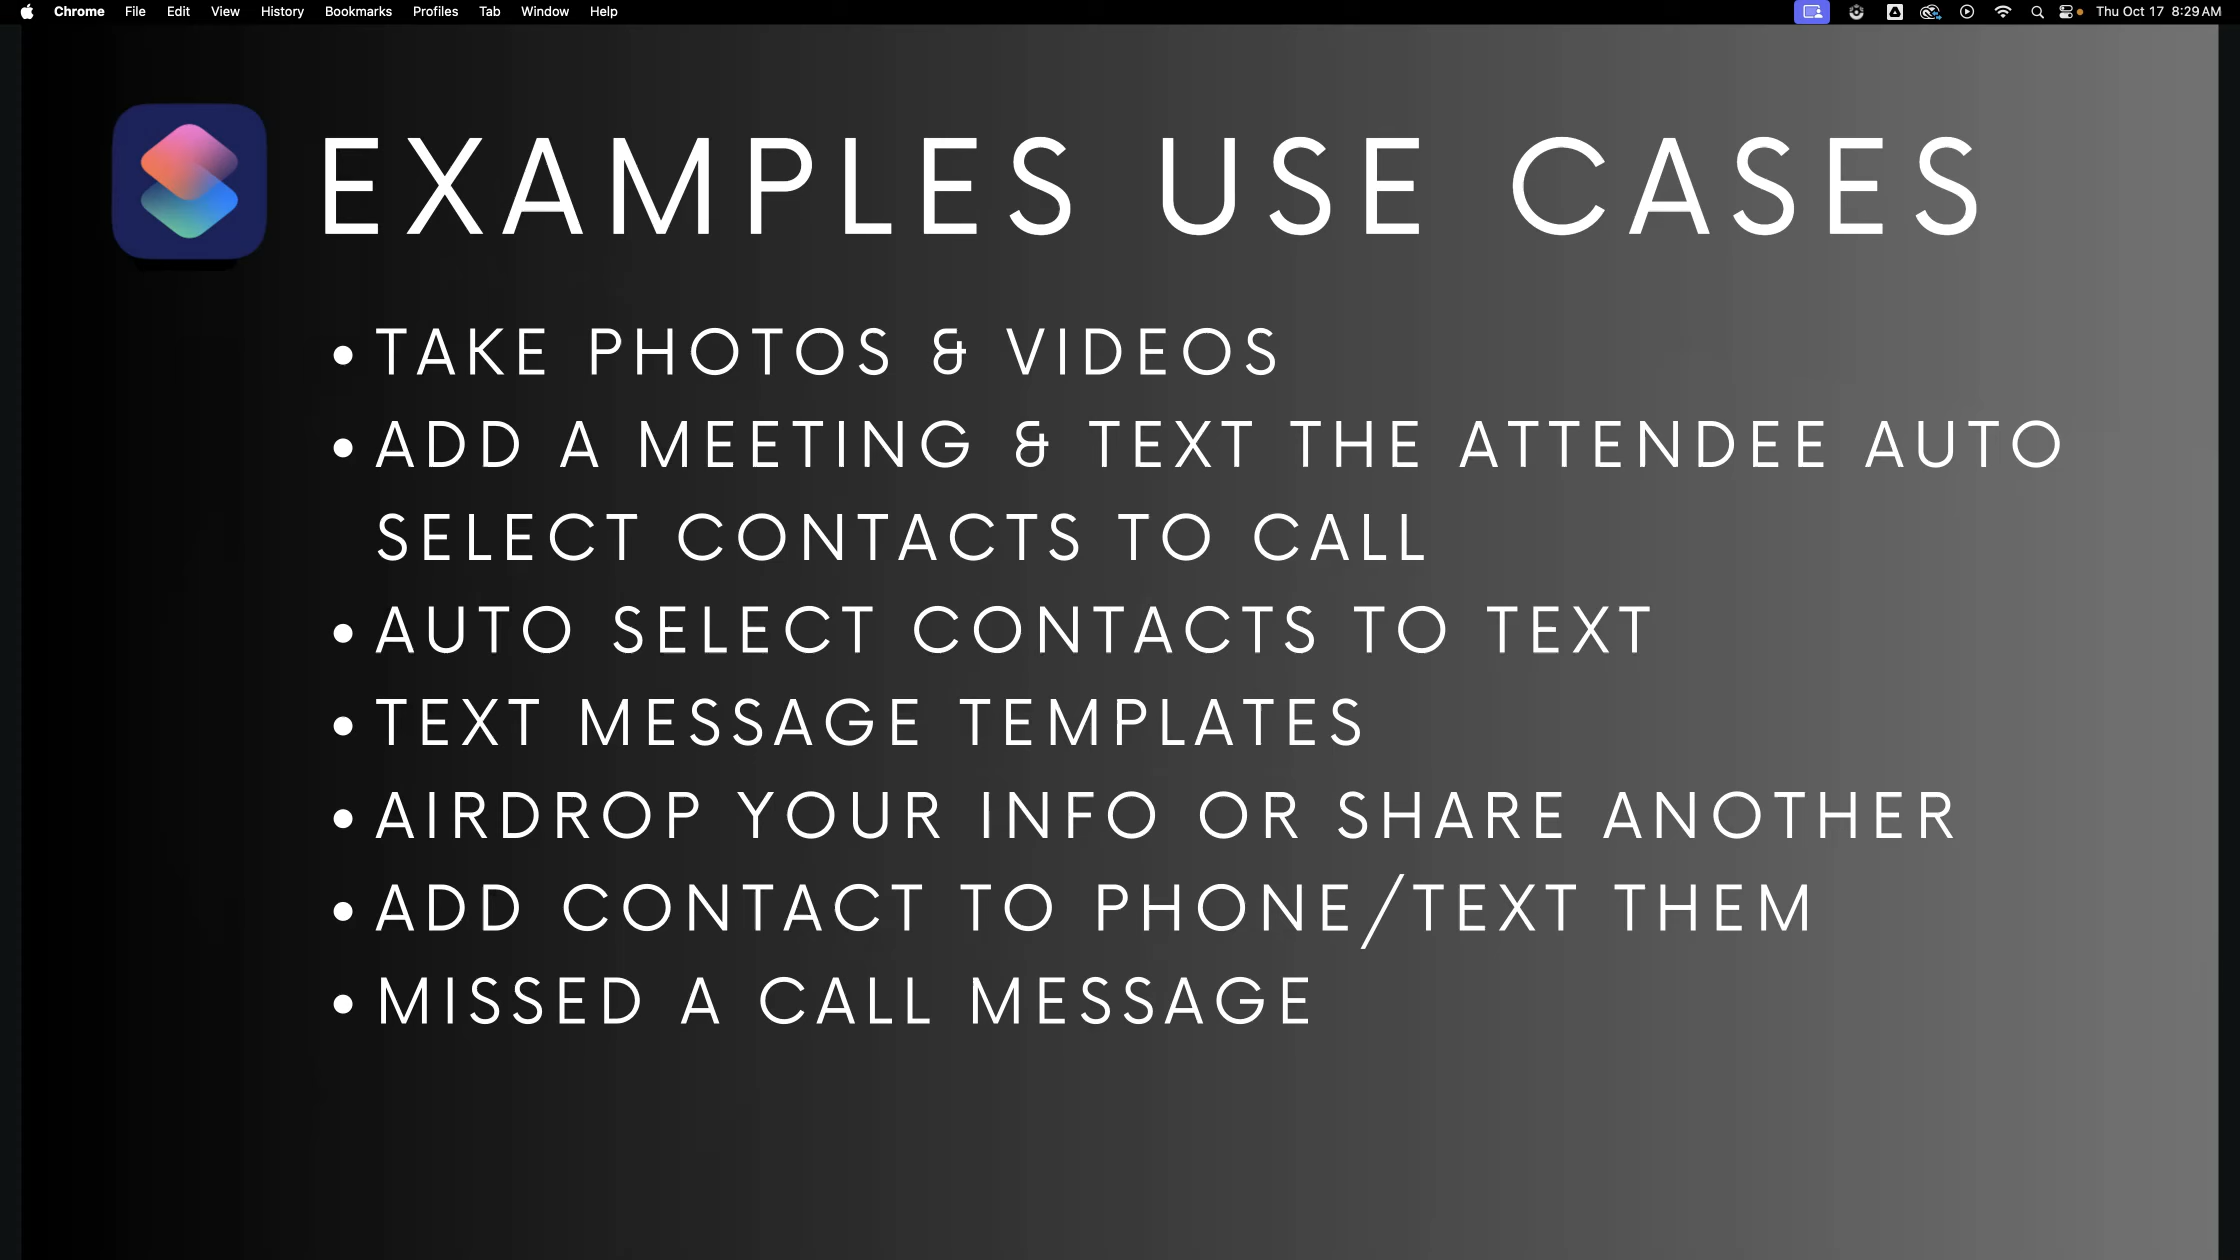 Chrome File Edit View History Bookmarks Profiles Tab Window Help Thu Oct 17 8:29 AM
EXAMPLES USE CASES
• TAKE PHOTOS & VIDEOS
• ADD A MEETING & TEXT THE ATTENDEE AUTO
SELECT CONTACTS TO CALL
• AUTO SELECT CONTACTS TO TEXT
• TEXT MESSAGE TEMPLATES
• AIRDROP YOUR INFO OR SHARE ANOTHER
• ADD CONTACT TO PHONE/TEXT THEM
• MISSED A CALL MESSAGE